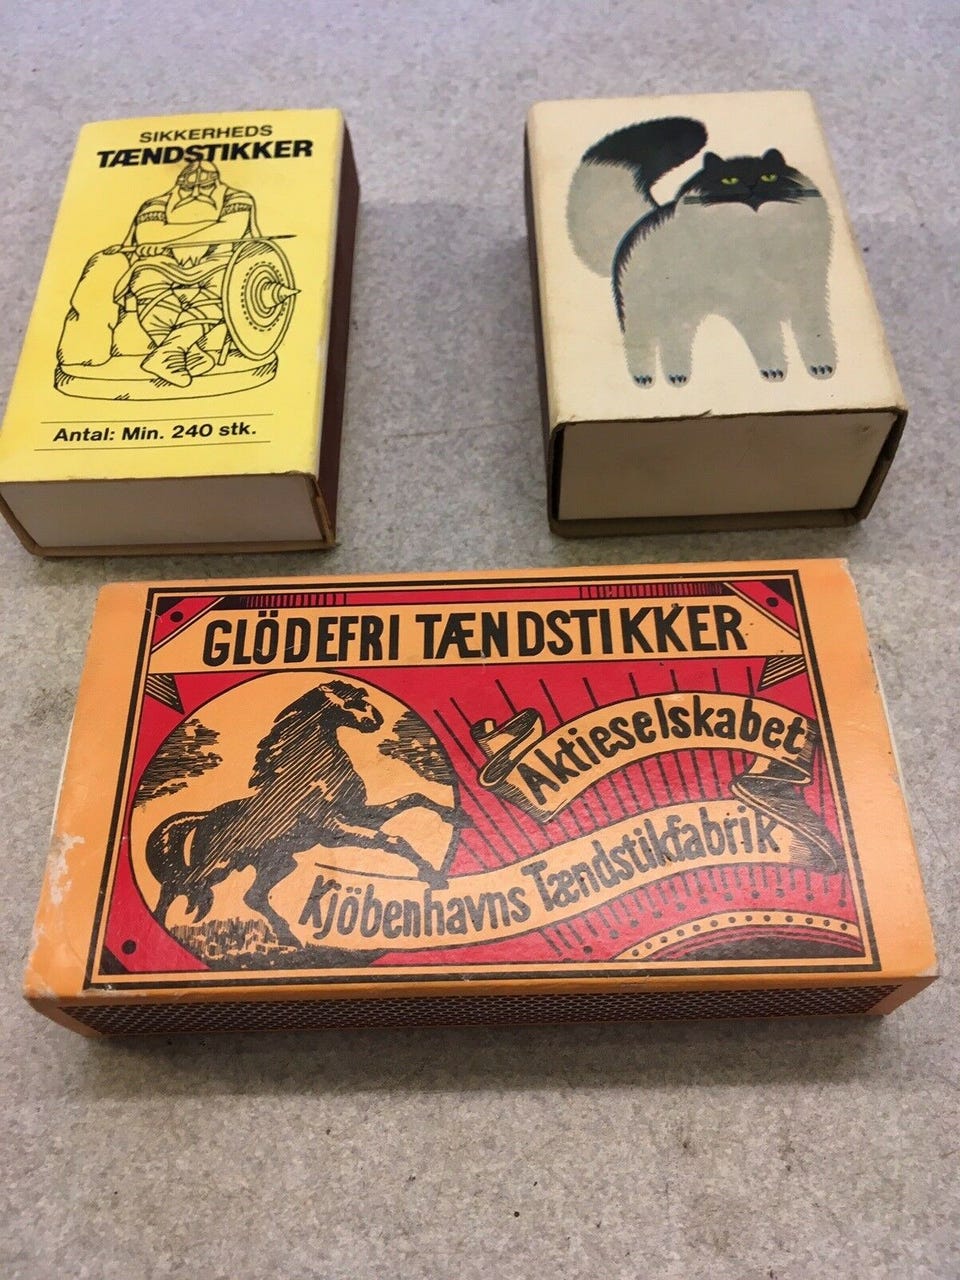 SIKKERHEDS
TÆNDSTIKKER
Antal: Min. 240 stk.
GLÖDEFRI TÆNDSTIKKER
Aktieselskabet
Kjöbenhavns Tændstikfabrik